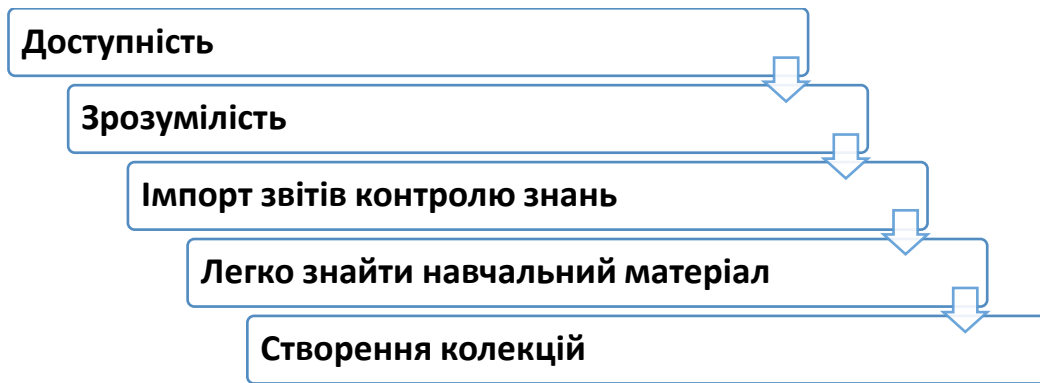 Доступність
Зрозумілість
Імпорт звітів контролю знань
Легко знайти навчальний матеріал
Створення колекцій